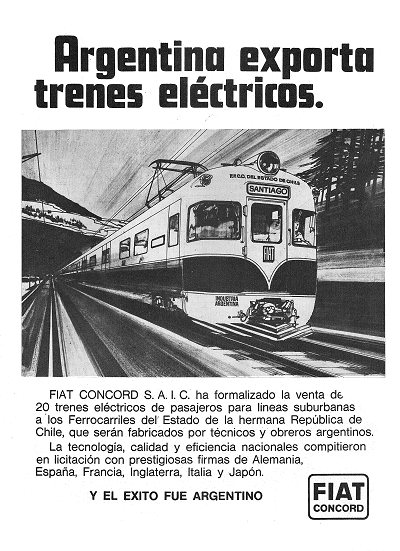 Argentina exporta
trenes eléctricos.
FF.CC. DEL ESTADO DE CHILE
SANTIAGO
FIAT
INDUSTRIA
ARGENTINA
FIAT CONCORD S. A. I. C. ha formalizado la venta de
20 trenes eléctricos de pasajeros para líneas suburbanas
a los Ferrocarriles del Estado de la hermana República de
Chile, que serán fabricados por técnicos y obreros argentinos.
La tecnología, calidad y eficiencia nacionales compitieron
en licitación con prestigiosas firmas de Alemania,
España, Francia, Inglaterra, Italia y Japón.
Y EL EXITO FUE ARGENTINO
FIAT
CONCORD